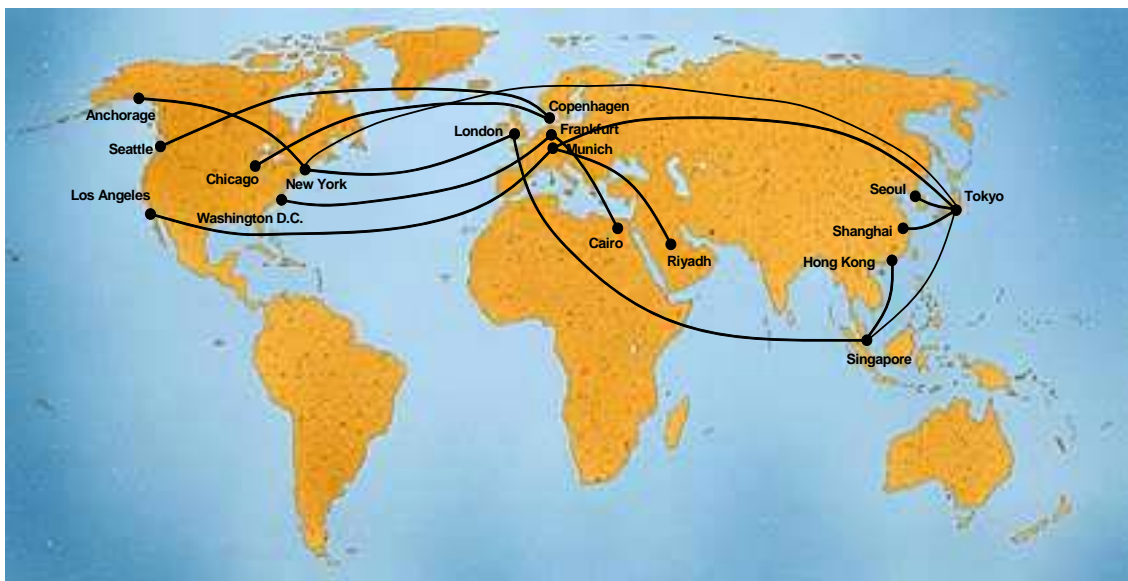 Copenhagen
Anchorage
London
Frankfurt
Seattle
Munich
Chicago
New York
Los Angeles
Seoul
Tokyo
Washington D.C.
Shanghai
Cairo
Riyadh
Hong Kong
Singapore